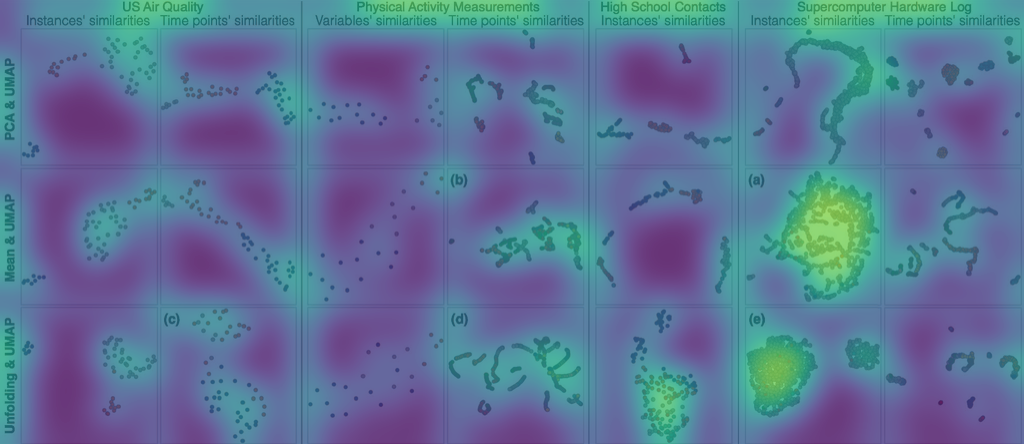 US Air Quality
Physical Activity Measurements
High School Contacts
Supercomputer Hardware Log
Instances' similarities
Time points' similarities
Variables' similarities
Time points' similarities
Instances' similarities
Instances' similarities
Time points' similarities
PCA & UMAP
Mean & UMAP
(b)
(a)
Unfolding & UMAP
(c)
(d)
(e)